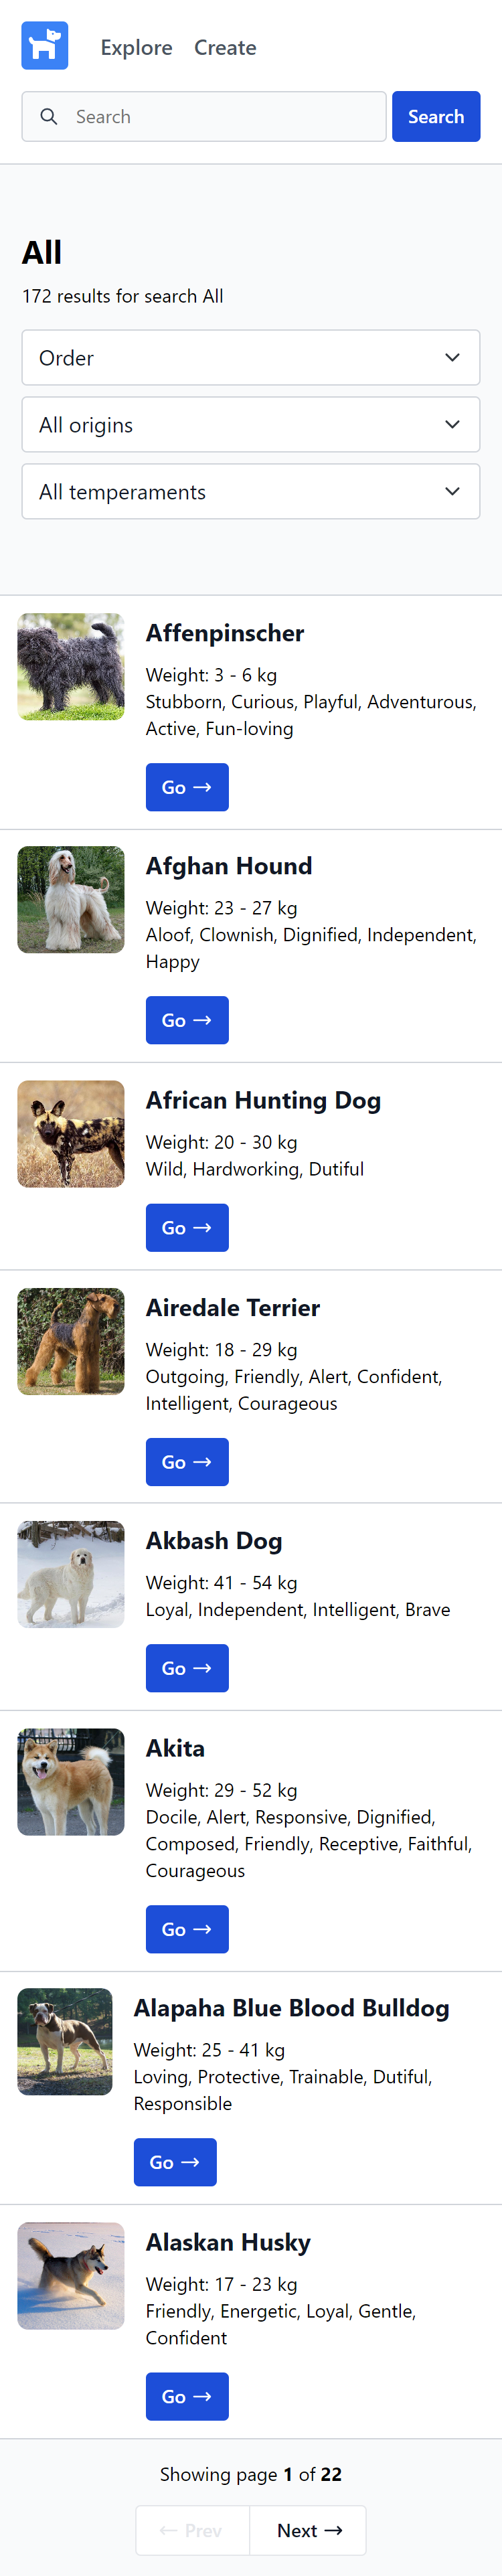 Explore Create
Search Search
All
172 results for search All
Order
All origins
All temperaments
Affenpinscher
Weight: 3 - 6 kg
Stubborn, Curious, Playful, Adventurous,
Active, Fun-loving
Go →
Afghan Hound
Weight: 23 - 27 kg
Aloof, Clownish, Dignified, Independent,
Happy
Go →
African Hunting Dog
Weight: 20 - 30 kg
Wild, Hardworking, Dutiful
Go →
Airedale Terrier
Weight: 18 - 29 kg
Outgoing, Friendly, Alert, Confident,
Intelligent, Courageous
Go →
Akbash Dog
Weight: 41 - 54 kg
Loyal, Independent, Intelligent, Brave
Go →
Akita
Weight: 29 - 52 kg
Docile, Alert, Responsive, Dignified,
Composed, Friendly, Receptive, Faithful,
Courageous
Go →
Alapaha Blue Blood Bulldog
Weight: 25 - 41 kg
Loving, Protective, Trainable, Dutiful,
Responsible
Go →
Alaskan Husky
Weight: 17 - 23 kg
Friendly, Energetic, Loyal, Gentle,
Confident
Go →
Showing page 1 of 22
← Prev Next →